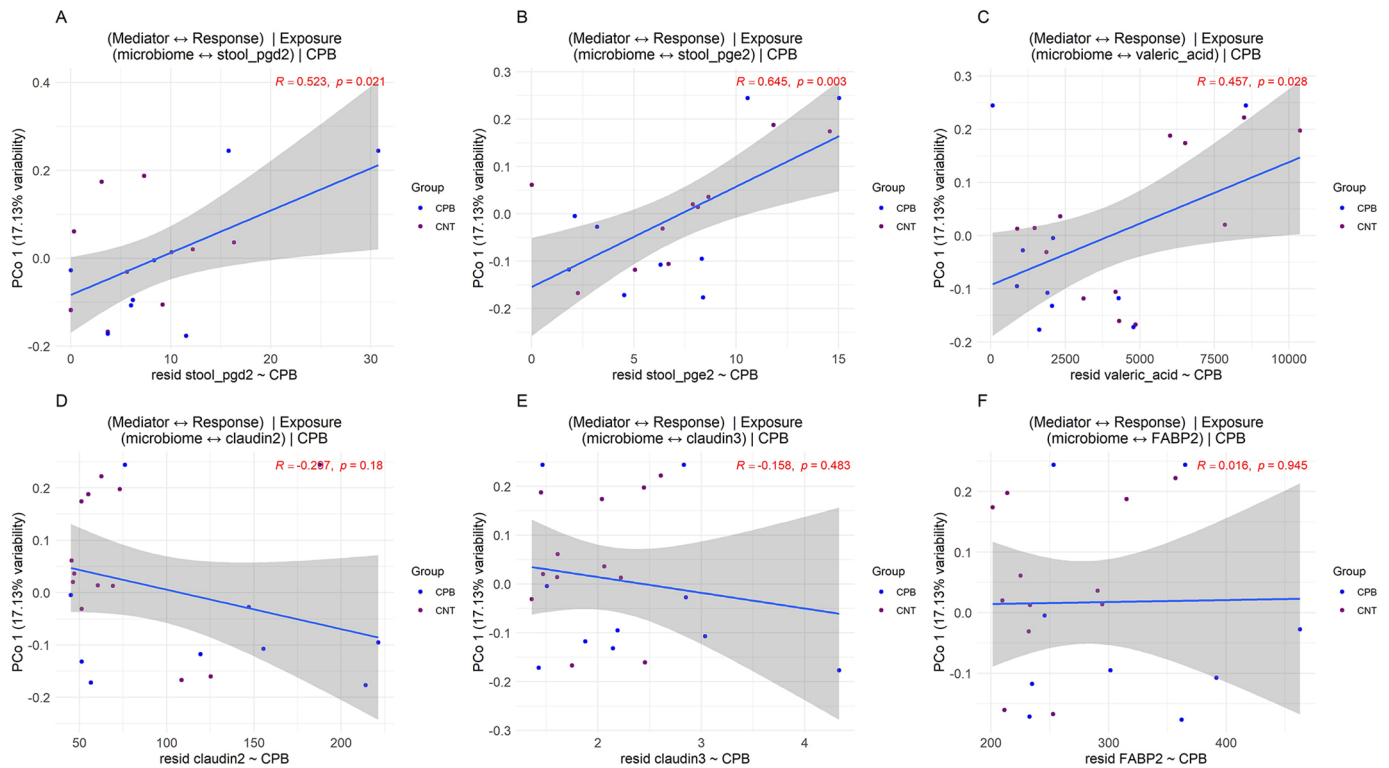 A
(Mediator ↔ Response) | Exposure
(microbiome ↔ stool_pgd2) | CPB
R = 0.523, p = 0.021
PCo 1 (17.13% variability)
0.4
0.2
0.0
-0.2
0
10
20
30
resid stool_pgd2 ~ CPB
Group
CPB
CNT
B
(Mediator ↔ Response) | Exposure
(microbiome ↔ stool_pge2) | CPB
R = 0.645, p = 0.003
PCo 1 (17.13% variability)
0.3
0.2
0.1
0.0
-0.1
-0.2
0
5
10
15
resid stool_pge2 ~ CPB
Group
CPB
CNT
C
(Mediator ↔ Response) | Exposure
(microbiome ↔ valeric_acid) | CPB
R = 0.457, p = 0.028
PCo 1 (17.13% variability)
0.3
0.2
0.1
0.0
-0.1
-0.2
0
2500
5000
7500
10000
resid valeric_acid ~ CPB
Group
CPB
CNT
D
(Mediator ↔ Response) | Exposure
(microbiome ↔ claudin2) | CPB
R = -0.297, p = 0.18
PCo 1 (17.13% variability)
0.2
0.1
0.0
-0.1
-0.2
50
100
150
200
resid claudin2 ~ CPB
Group
CPB
CNT
E
(Mediator ↔ Response) | Exposure
(microbiome ↔ claudin3) | CPB
R = -0.158, p = 0.483
PCo 1 (17.13% variability)
0.2
0.1
0.0
-0.1
-0.2
-0.3
2
3
4
resid claudin3 ~ CPB
Group
CPB
CNT
F
(Mediator ↔ Response) | Exposure
(microbiome ↔ FABP2) | CPB
R = 0.016, p = 0.945
PCo 1 (17.13% variability)
0.2
0.1
0.0
-0.1
200
300
400
resid FABP2 ~ CPB
Group
CPB
CNT